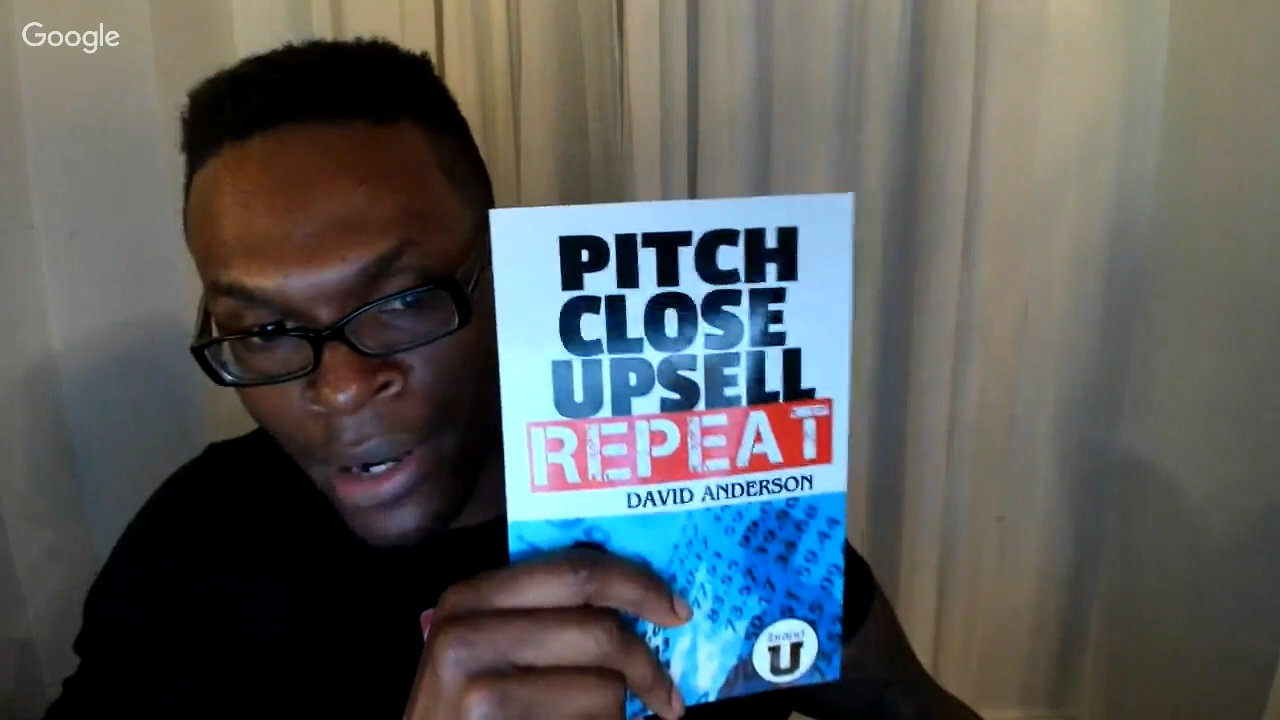 Google
PITCH
CLOSE
UPSELL
REPEAT
DAVID ANDERSON
brand
U